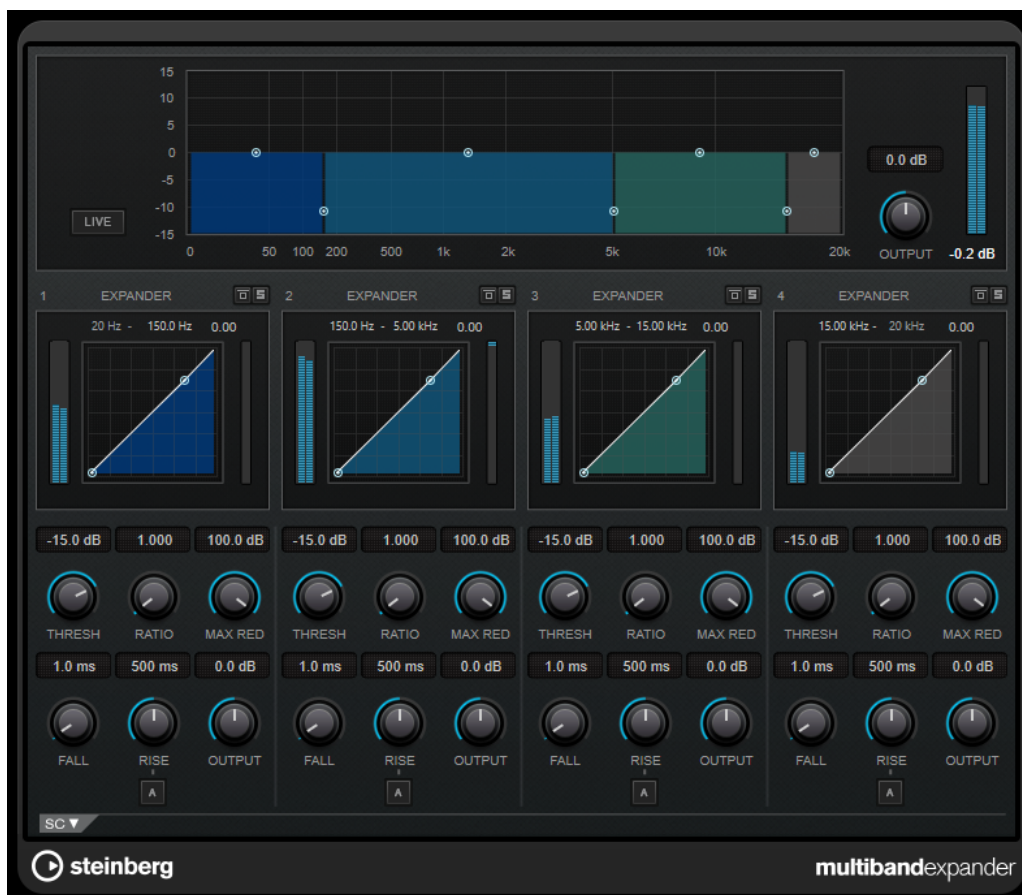 15
10
5
0
-5
-10
-15
LIVE
0 50 100 200 500 1k 2k 5k 10k 20k
0.0 dB
OUTPUT -0.2 dB
1 EXPANDER S 2 EXPANDER S 3 EXPANDER S 4 EXPANDER S
20 Hz - 150.0 Hz 0.00 150.0 Hz - 5.00 kHz 0.00 5.00 kHz - 15.00 kHz 0.00 15.00 kHz - 20 kHz 0.00
-15.0 dB 1.000 100.0 dB -15.0 dB 1.000 100.0 dB -15.0 dB 1.000 100.0 dB -15.0 dB 1.000 100.0 dB
THRESH RATIO MAX RED THRESH RATIO MAX RED THRESH RATIO MAX RED THRESH RATIO MAX RED
1.0 ms 500 ms 0.0 dB 1.0 ms 500 ms 0.0 dB 1.0 ms 500 ms 0.0 dB 1.0 ms 500 ms 0.0 dB
FALL RISE OUTPUT FALL RISE OUTPUT FALL RISE OUTPUT FALL RISE OUTPUT
A A A A
SC▼
steinberg multibandexpander